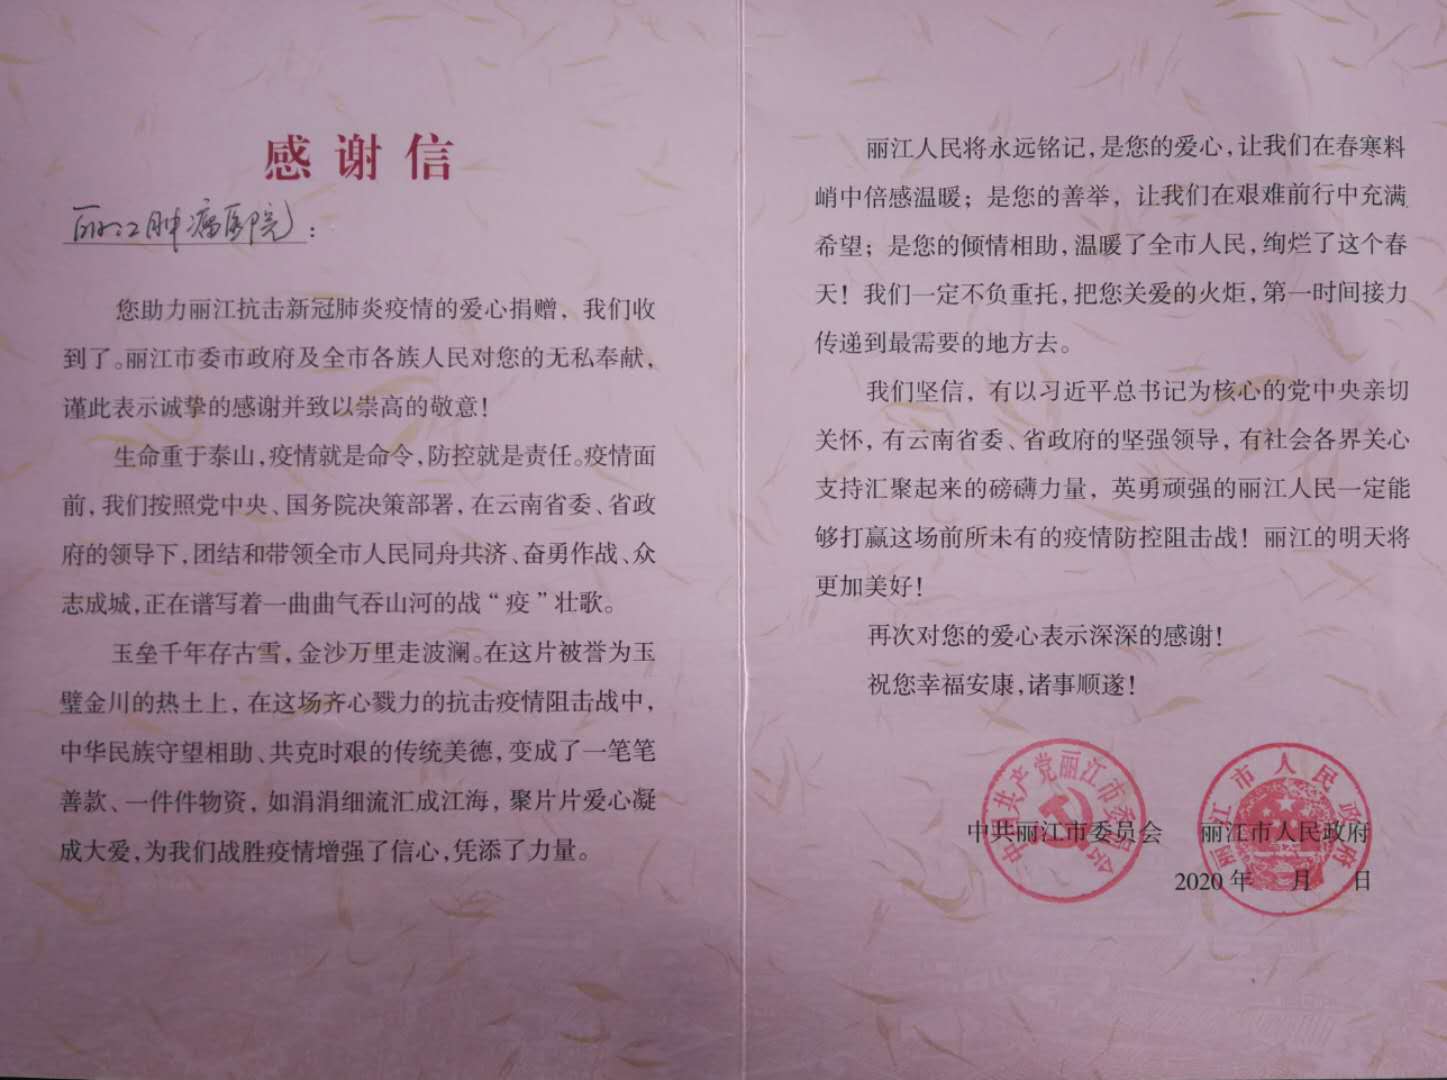 感谢信
丽江肿瘤医院：
您助力丽江抗击新冠肺炎疫情的爱心捐赠，我们收
到了。丽江市委市政府及全市各族人民对您的无私奉献，
谨此表示诚挚的感谢并致以崇高的敬意！
生命重于泰山，疫情就是命令，防控就是责任。疫情面
前，我们按照党中央、国务院决策部署，在云南省委、省政
府的领导下，团结和带领全市人民同舟共济、奋勇作战、众
志成城，正在谱写着一曲曲气吞山河的战“疫”壮歌。
玉垒千年存古雪，金沙万里走波澜。在这片被誉为玉
璧金川的热土上，在这场齐心戮力的抗击疫情阻击战中，
中华民族守望相助、共克时艰的传统美德，变成了一笔笔
善款、一件件物资，如涓涓细流汇成江海，聚片片爱心凝
成大爱，为我们战胜疫情增强了信心，凭添了力量。
丽江人民将永远铭记，是您的爱心，让我们在春寒料
峭中倍感温暖；是您的善举，让我们在艰难前行中充满
希望；是您的倾情相助，温暖了全市人民，绚烂了这个春
天！我们一定不负重托，把您关爱的火炬，第一时间接力
传递到最需要的地方去。
我们坚信，有以习近平总书记为核心的党中央亲切
关怀，有云南省委、省政府的坚强领导，有社会各界关心
支持汇聚起来的磅礴力量，英勇顽强的丽江人民一定能
够打赢这场前所未有的疫情防控阻击战！丽江的明天将
更加美好！
再次对您的爱心表示深深的感谢！
祝您幸福安康，诸事顺遂！
中国共产党丽江市委员会
丽江市人民政府
中共丽江市委员会 丽江市人民政府
2020年 月 日